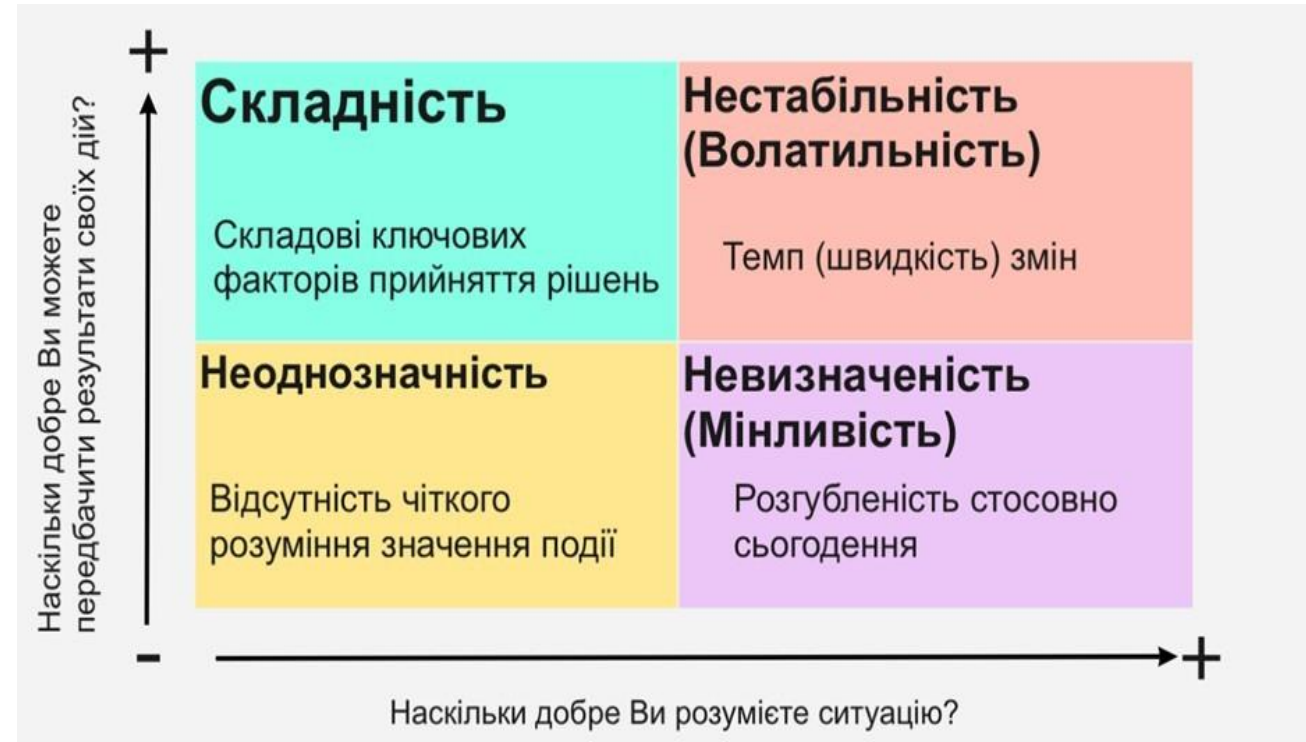 +
Наскільки добре Ви можете
передбачити результати своїх дій?
Складність
Складові ключових
факторів прийняття рішень
Нестабільність
(Волатильність)
Темп (швидкість) змін
Неоднозначність
Відсутність чіткого
розуміння значення події
Невизначеність
(Мінливість)
Розгубленість стосовно
сьогодення
-
+
Наскільки добре Ви розумієте ситуацію?